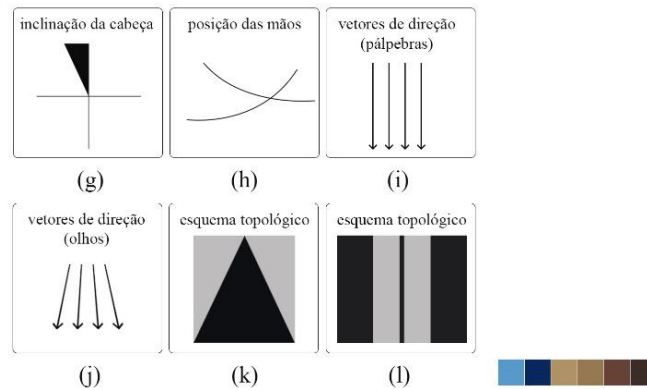 inclinação da cabeça
posição das mãos
vetores de direção
(pálpebras)
(g)
(h)
(i)
vetores de direção
(olhos)
esquema topológico
esquema topológico
(j)
(k)
(l)